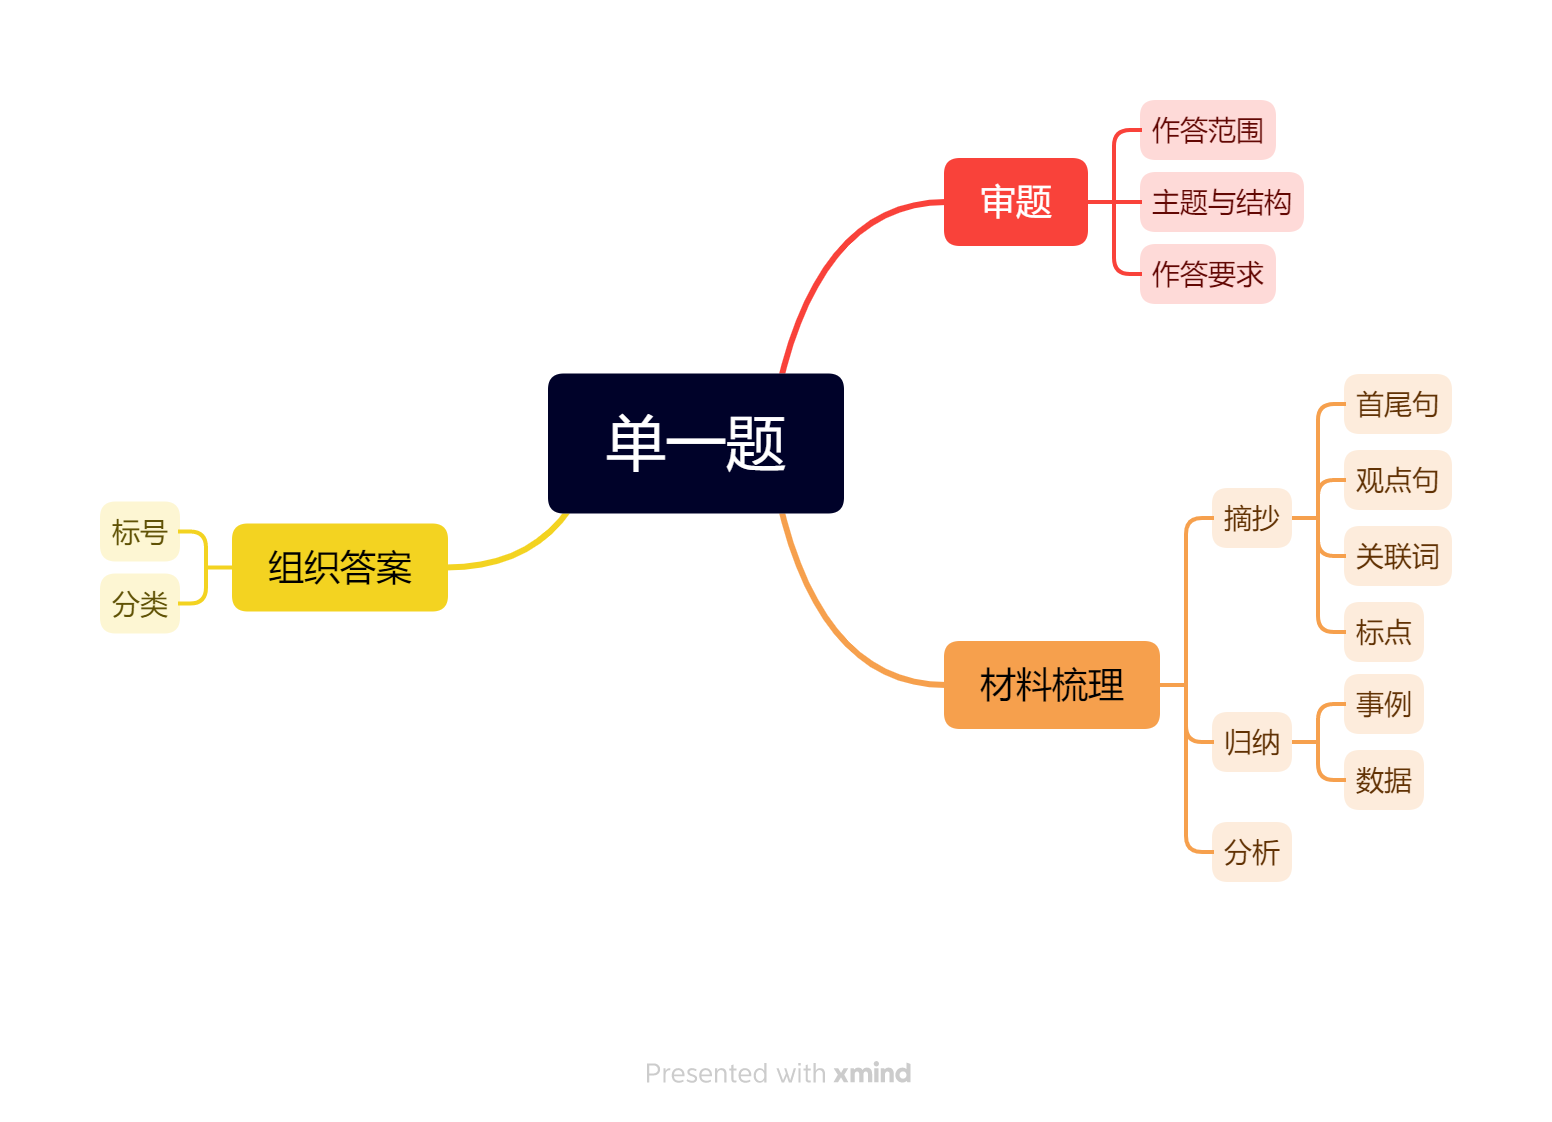 单一题
审题
作答范围
主题与结构
作答要求
材料梳理
摘抄
首尾句
观点句
关联词
标点
归纳
事例
数据
分析
组织答案
标号
分类
Presented with xmind